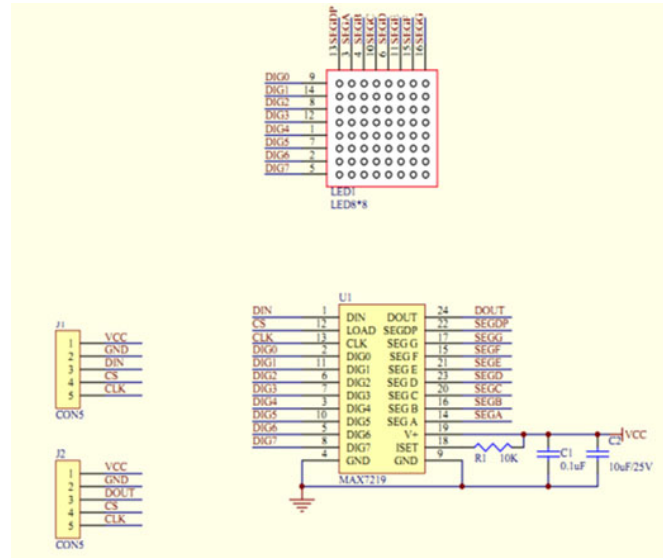 13 SEGDP
3 SEGA
4 SEGB
10 SEGC
6 SEGD
11 SEGE
15 SEGF
16 SEGG
DIG0 9
DIG1 14
DIG2 8
DIG3 12
DIG4 1
DIG5 7
DIG6 2
DIG7 5
LED1
LED8*8
U1
DIN 1 DIN DOUT 24 DOUT
CS 12 LOAD SEGDP 22 SEGDP
CLK 13 CLK SEG G 17 SEGG
DIG0 2 DIG0 SEG F 15 SEGF
DIG1 11 DIG1 SEG E 21 SEGE
DIG2 6 DIG2 SEG D 23 SEGD
DIG3 7 DIG3 SEG C 20 SEGC
DIG4 3 DIG4 SEG B 16 SEGB
DIG5 10 DIG5 SEG A 14 SEGA
DIG6 5 DIG6 V+ 19 VCC
DIG7 8 DIG7 ISET 18
4 GND GND 9
MAX7219
R1 10K
C1
0.1uF
C2
10uF/25V
J1
1 VCC
2 GND
3 DIN
4 CS
5 CLK
CON5
J2
1 VCC
2 GND
3 DOUT
4 CS
5 CLK
CON5